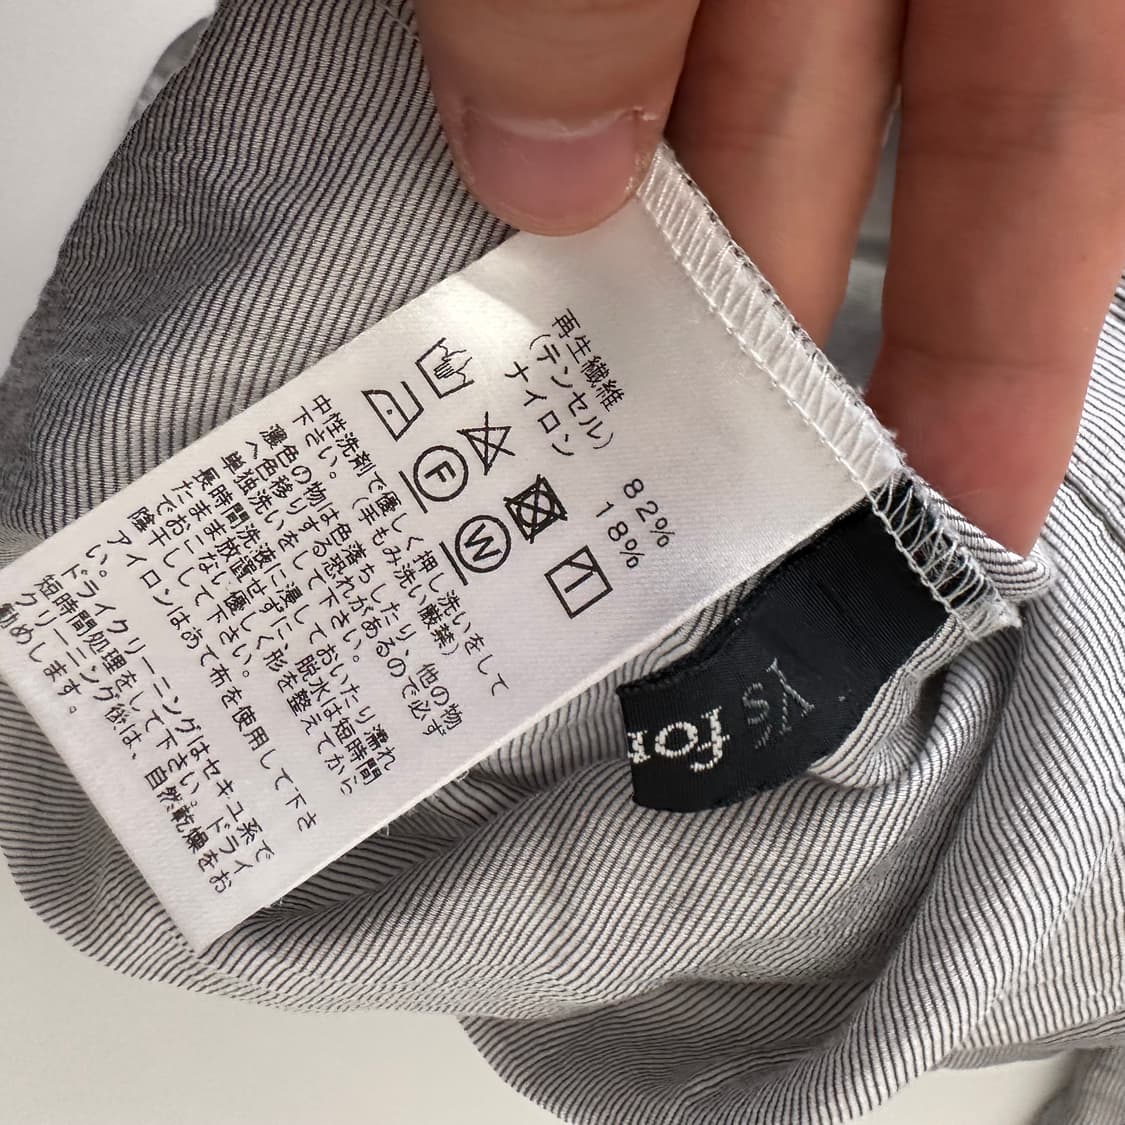 再生繊維
(テンセル) 82%
ナイロン 18%
F
W
中性洗剤で優しく押し洗いをして
下さい。(羊もみ洗い厳禁)
濃色の物は色落ちしたり、他の物
へ色移りする恐れがあるので必ず
単独洗いをして下さい。
長時間洗液に浸しておいたり濡れ
たまま放置せずに、脱水は短時間
でおこない優しく形を整えてから
陰干しして下さい。
アイロンはあて布を使用して下さ
い。
ドライクリーニングはセキユ系で
短時間処理をして下さい。ドライ
クリーニング後は、自然乾燥をお
勧めします。
y's
for